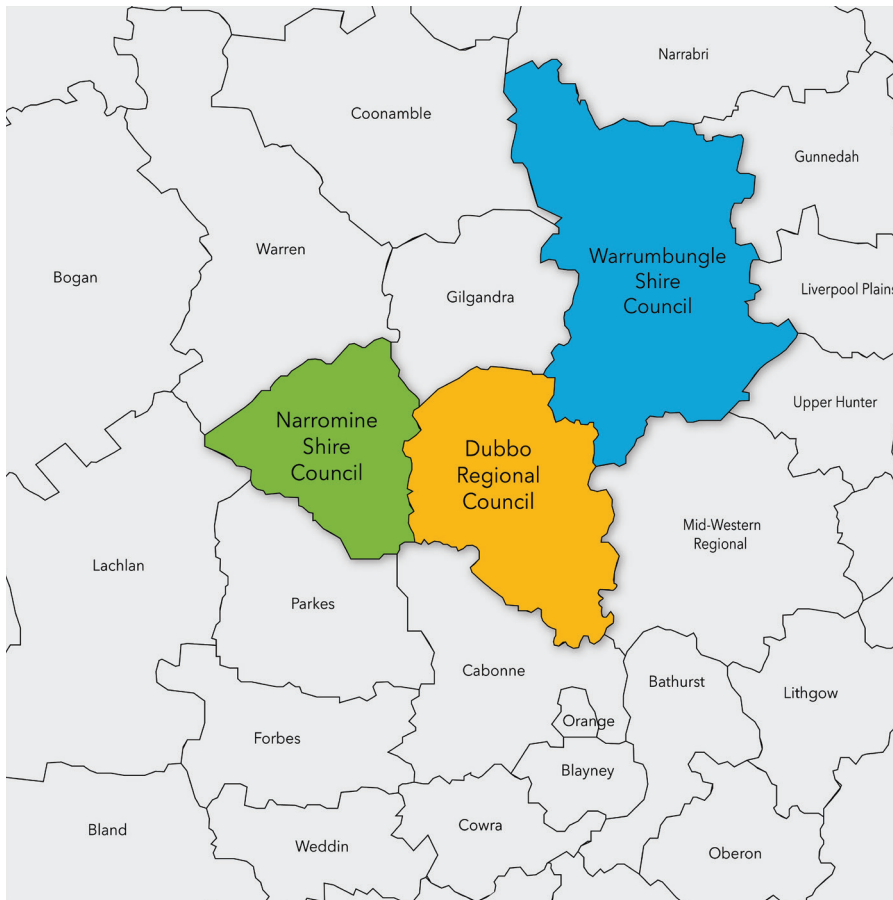 Narrabri
Coonamble
Gunnedah
Warren
Warrumbungle
Shire
Council
Bogan
Gilgandra
Liverpool Plains
Upper Hunter
Narromine
Shire
Council
Dubbo
Regional
Council
Mid-Western
Regional
Lachlan
Parkes
Cabonne
Bathurst
Lithgow
Orange
Forbes
Blayney
Bland
Weddin
Cowra
Oberon